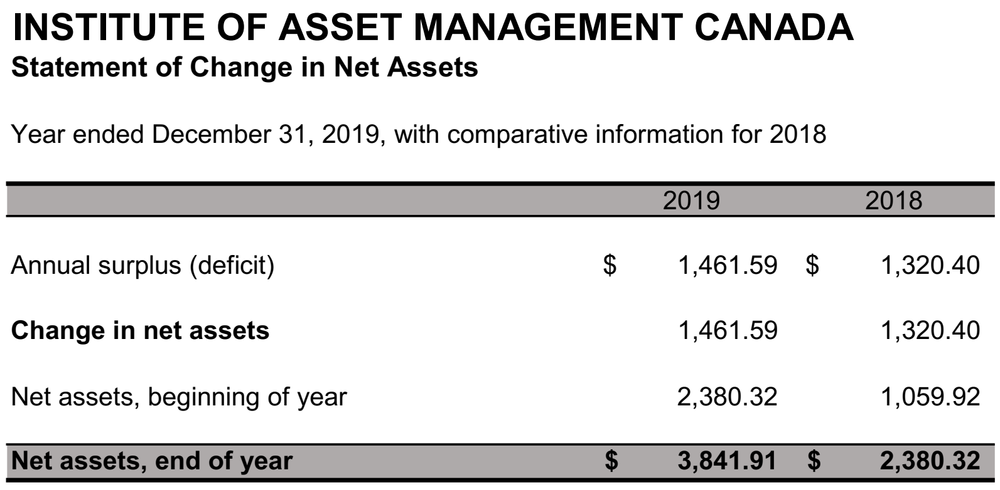 INSTITUTE OF ASSET MANAGEMENT CANADA
Statement of Change in Net Assets
Year ended December 31, 2019, with comparative information for 2018
2019 2018
Annual surplus (deficit) $ 1,461.59 $ 1,320.40
Change in net assets 1,461.59 1,320.40
Net assets, beginning of year 2,380.32 1,059.92
Net assets, end of year $ 3,841.91 $ 2,380.32